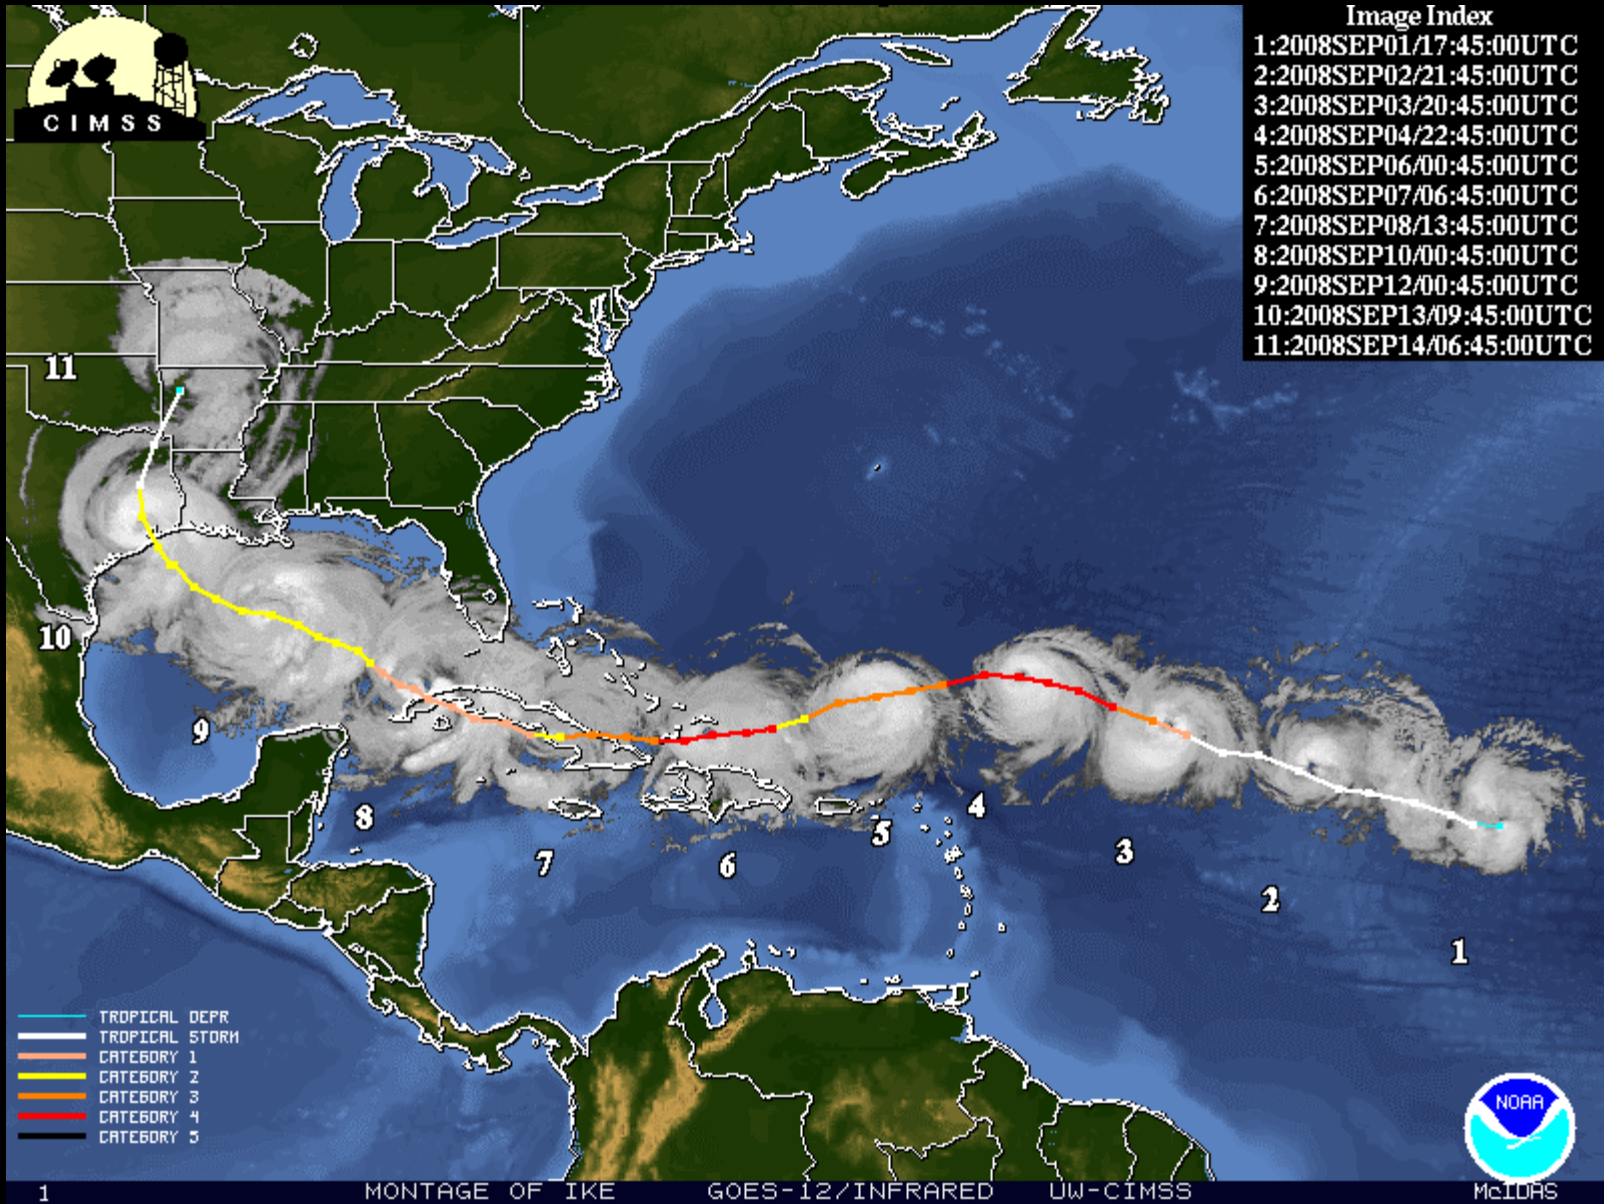 CIMSS
Image Index
1:2008SEP01/17:45:00UTC
2:2008SEP02/21:45:00UTC
3:2008SEP03/20:45:00UTC
4:2008SEP04/22:45:00UTC
5:2008SEP06/00:45:00UTC
6:2008SEP07/06:45:00UTC
7:2008SEP08/13:45:00UTC
8:2008SEP10/00:45:00UTC
9:2008SEP12/00:45:00UTC
10:2008SEP13/09:45:00UTC
11:2008SEP14/06:45:00UTC
11
10
9
8
7
6
5
4
3
2
1
TROPICAL DEPR
TROPICAL STORM
CATEGORY 1
CATEGORY 2
CATEGORY 3
CATEGORY 4
CATEGORY 5
NOAA
1 MONTAGE OF IKE GOES-12/INFRARED UW-CIMSS McIDAS